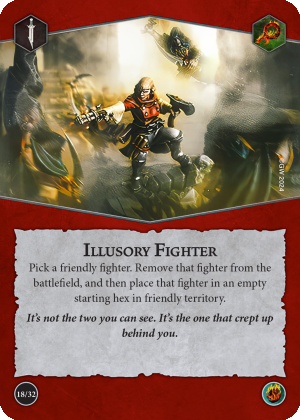 ©GW 2024
ILLUSORY FIGHTER
Pick a friendly fighter. Remove that fighter from the
battlefield, and then place that fighter in an empty
starting hex in friendly territory.
It's not the two you can see. It's the one that crept up
behind you.
18/32